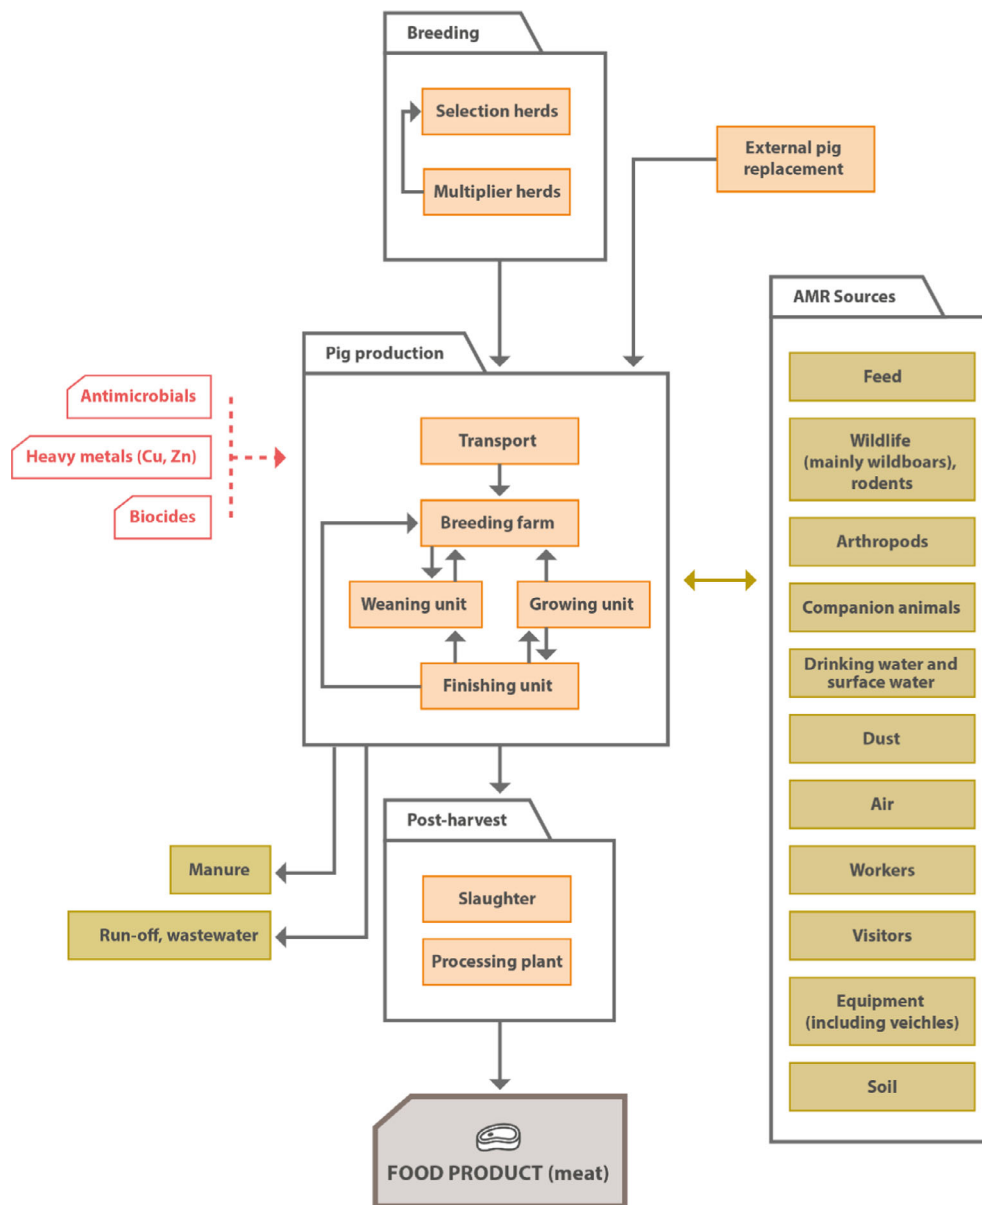 Breeding
Selection herds
Multiplier herds
External pig
replacement
AMR Sources
Pig production
Antimicrobials
Heavy metals (Cu, Zn)
Biocides
Transport
Breeding farm
Weaning unit
Growing unit
Finishing unit
Feed
Wildlife
(mainly wildboars),
rodents
Arthropods
Companion animals
Drinking water and
surface water
Dust
Air
Workers
Visitors
Equipment
(including veichles)
Soil
Post-harvest
Manure
Run-off, wastewater
Slaughter
Processing plant
FOOD PRODUCT (meat)